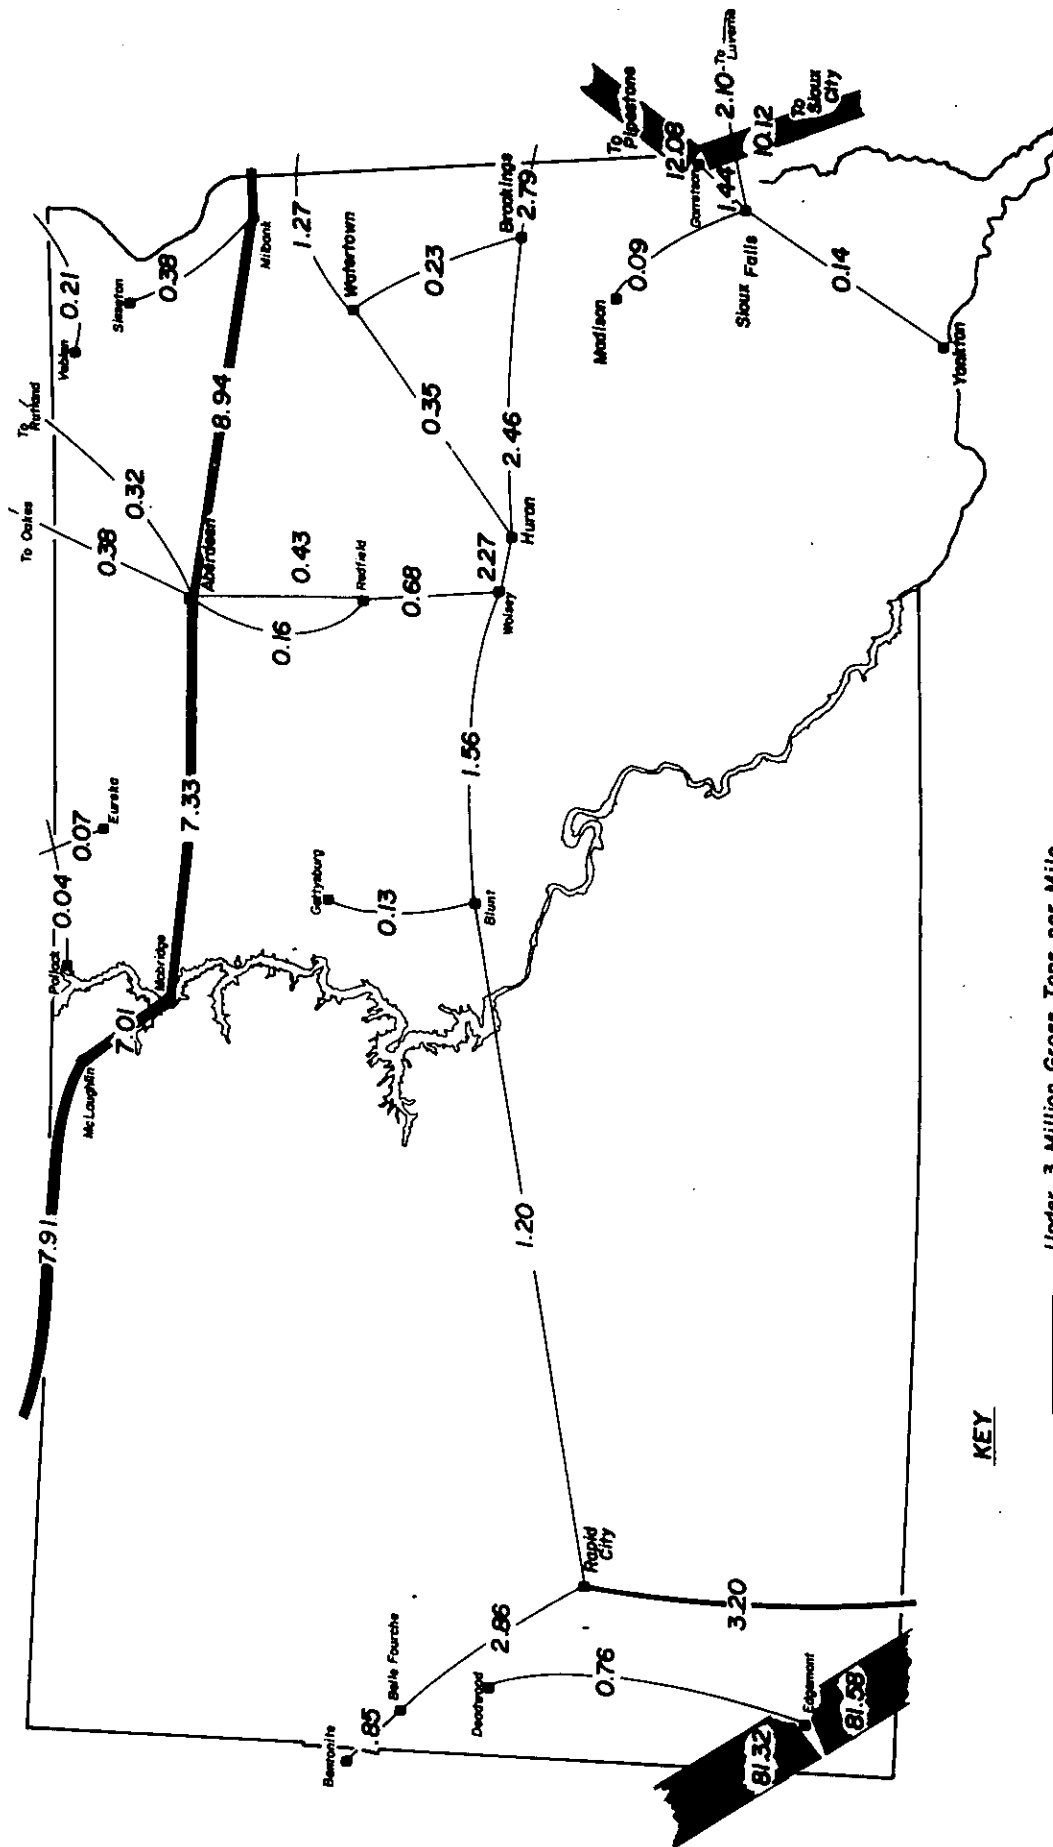 To Oakes
To
Rutland
Veblen
0.21
Sisseton
0.38
Milbank
1.27
Watertown
0.23
Brookings
2.79
To
Pipestone
12.08
Garretson
1.44
2.10
To
Luverne
10.12
To
Sioux
City
0.09
Madison
Sioux Falls
0.14
Yankton
0.38
0.32
Aberdeen
8.94
0.35
2.46
Huron
2.27
Wolsey
0.43
Redfield
0.68
0.16
1.56
7.33
Eureka
0.07
0.04
Pollock
Mobridge
7.01
McLaughlin
7.91
Gettysburg
0.13
Blunt
1.20
Rapid
City
3.20
2.86
Belle Fourche
1.85
Bentonite
Deadwood
0.76
Edgemont
81.32
81.58
KEY
Under 3 Million Gross Tons per Mile